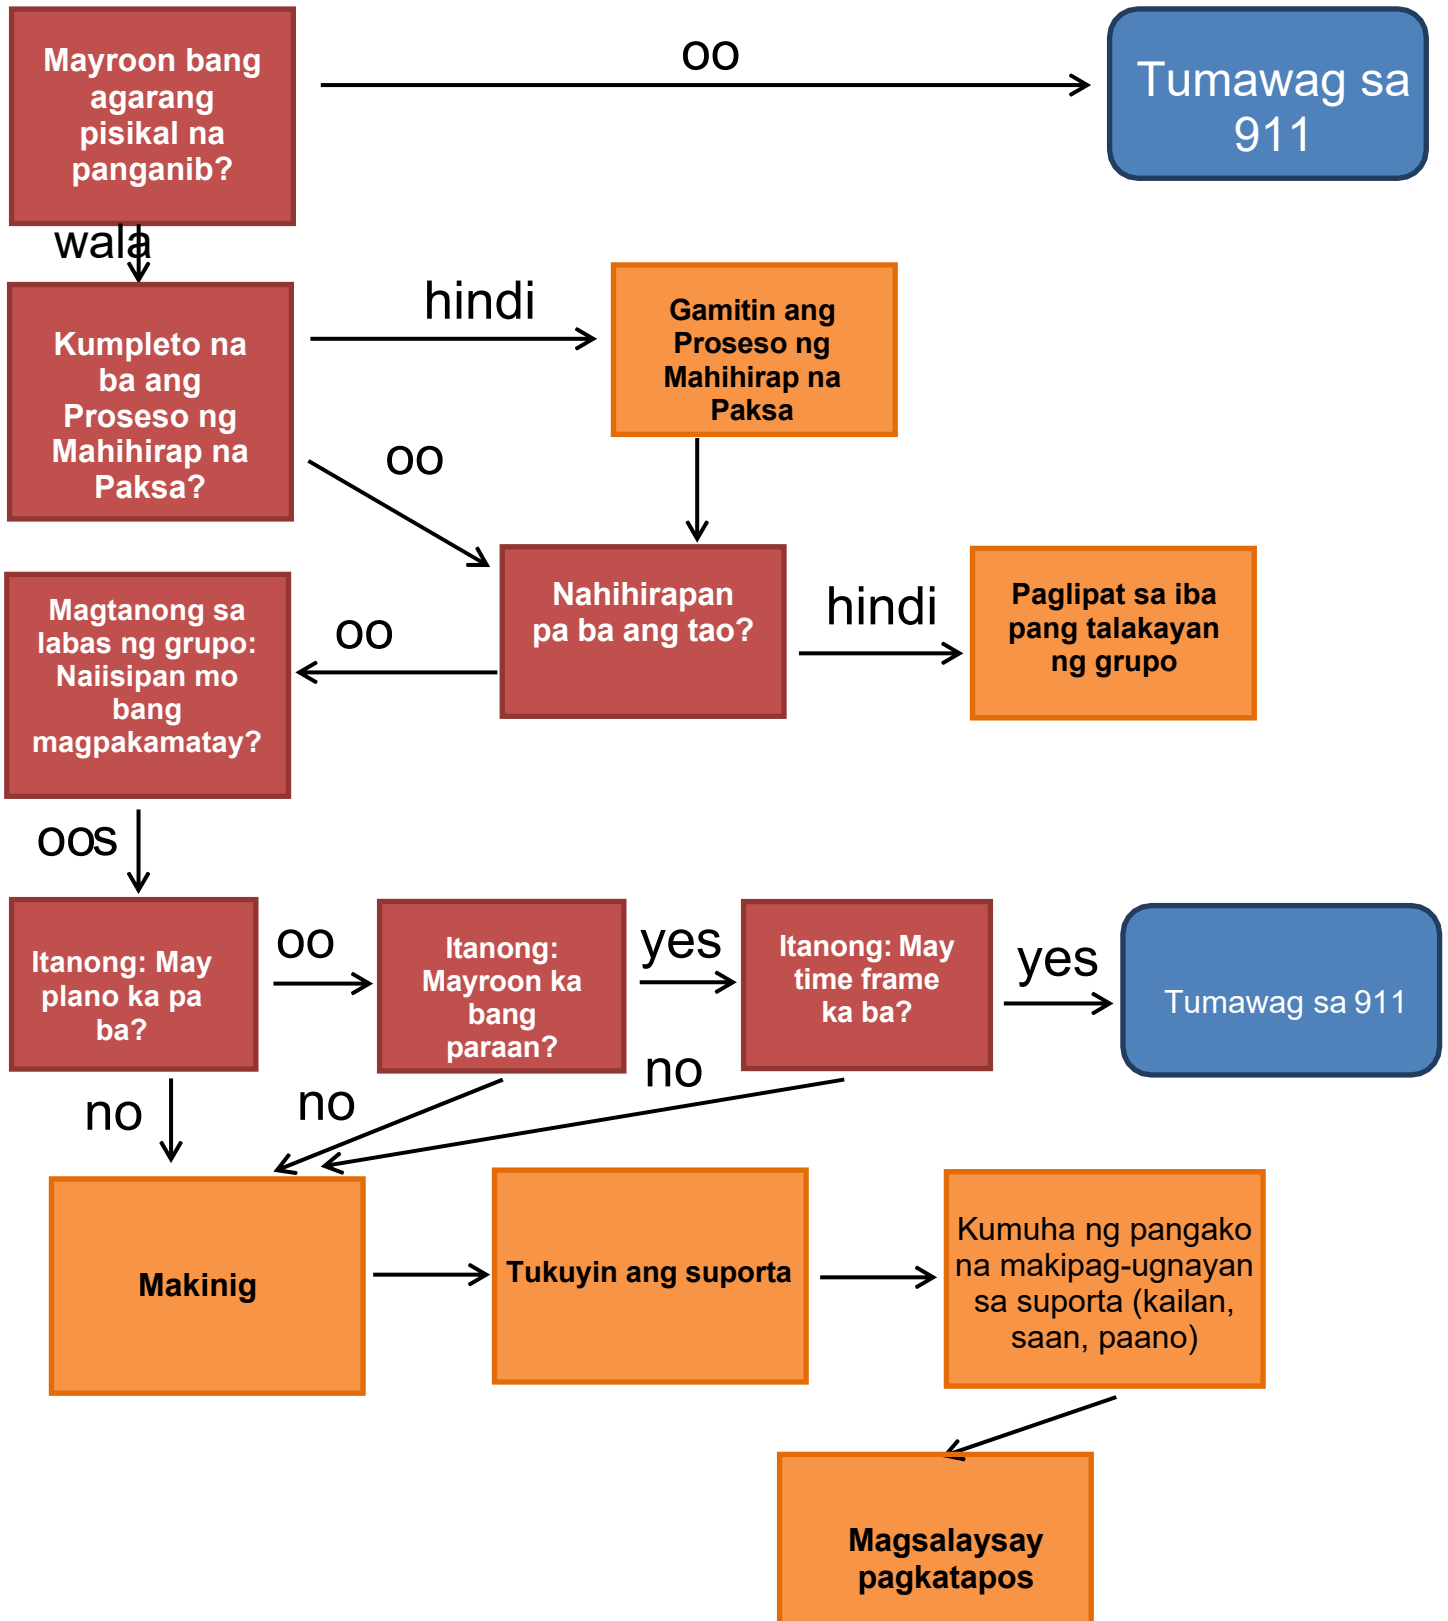 Mayroon bang
agarang
pisikal na
panganib?
oo
Tumawag sa
911
wala
Kumpleto na
ba ang
Proseso ng
Mahihirap na
Paksa?
hindi
Gamitin ang
Proseso ng
Mahihirap na
Paksa
oo
Nahihirapan
pa ba ang tao?
hindi
Paglipat sa iba
pang talakayan
ng grupo
oo
Magtanong sa
labas ng grupo:
Naiisipan mo
bang
magpakamatay?
oos
Itanong: May
plano ka pa
ba?
oo
Itanong:
Mayroon ka
bang
paraan?
yes
Itanong: May
time frame
ka ba?
yes
Tumawag sa 911
no
no
no
Makinig
Tukuyin ang suporta
Kumuha ng pangako
na makipag-ugnayan
sa suporta (kailan,
saan, paano)
Magsalaysay
pagkatapos